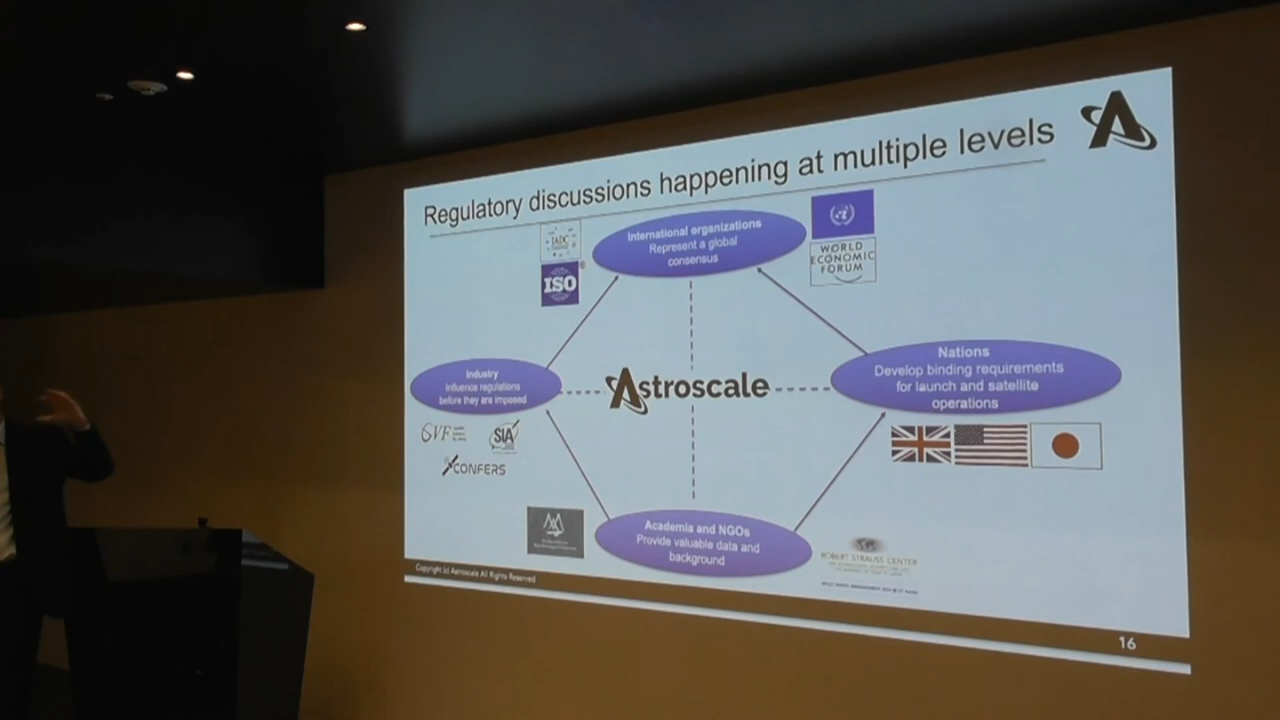 Regulatory discussions happening at multiple levels
International organizations
Represent a global
consensus
IADC
ISO
®
WORLD
ECONOMIC
FORUM
Industry
Influence regulations
before they are imposed
Astroscale
Nations
Develop binding requirements
for launch and satellite
operations
GVF
SIA
CONFERS
Academia and NGOs
Provide valuable data and
background
ROBERT STRAUSS CENTER
Copyright (c) Astroscale All Rights Reserved
16